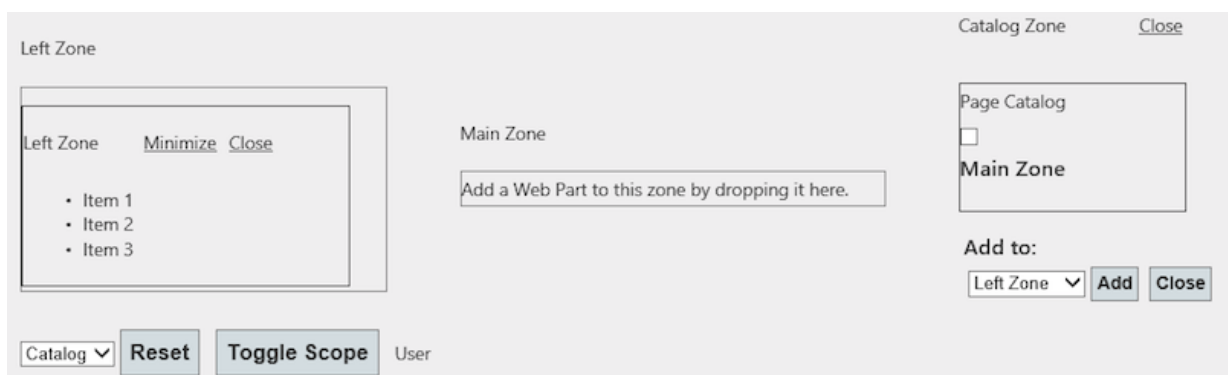 Left Zone
Left Zone Minimize Close
• Item 1
• Item 2
• Item 3
Main Zone
Add a Web Part to this zone by dropping it here.
Catalog Zone Close
Page Catalog
Main Zone
Add to:
Left Zone Add Close
Catalog Reset Toggle Scope User